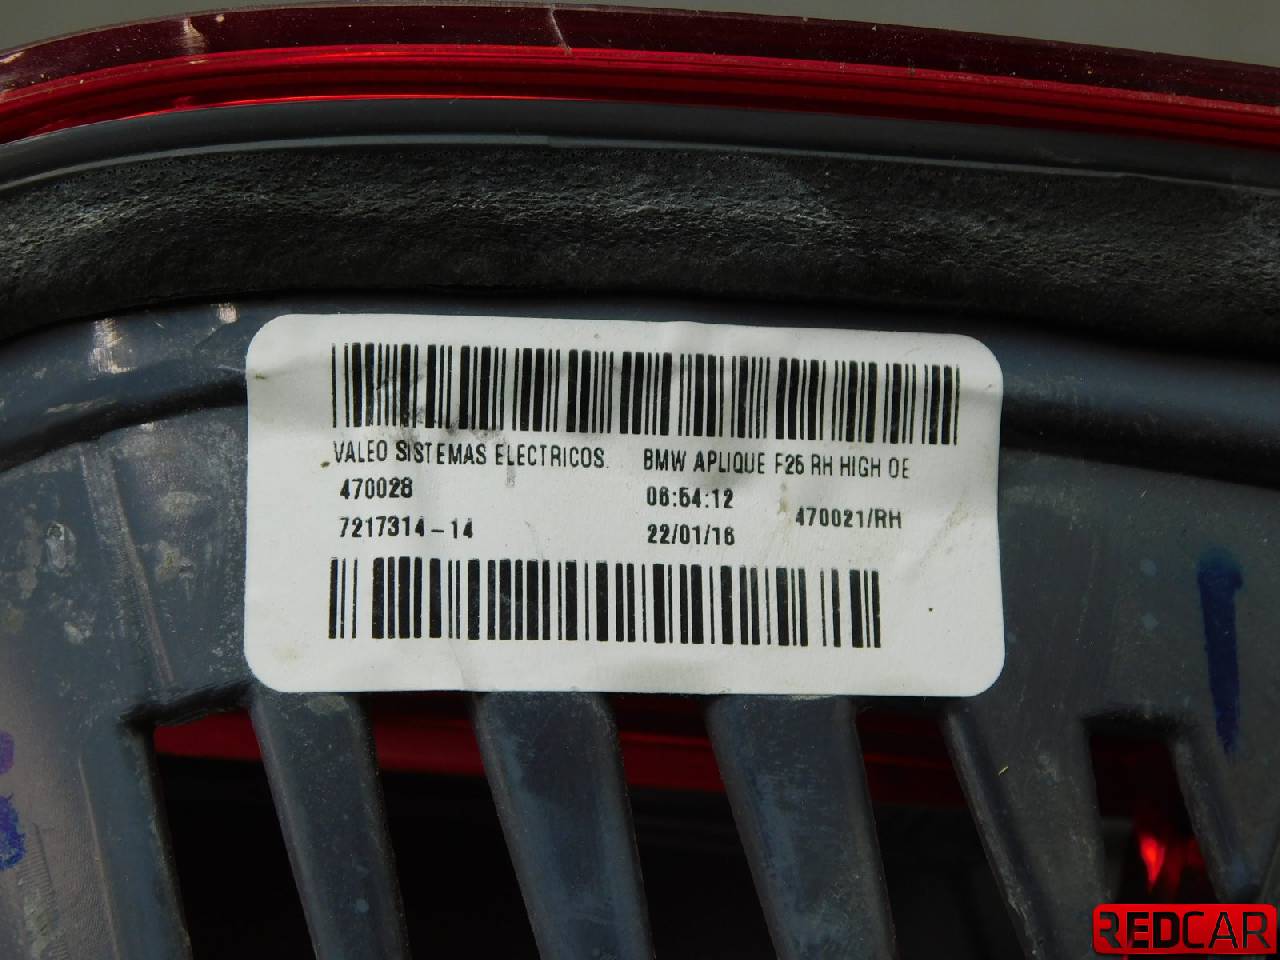 VALEO SISTEMAS ELECTRICOS. BMW APLIQUE F25 RH HIGH OE
470028 06:54:12 470021/RH
7217314-14 22/01/16
REDCAR